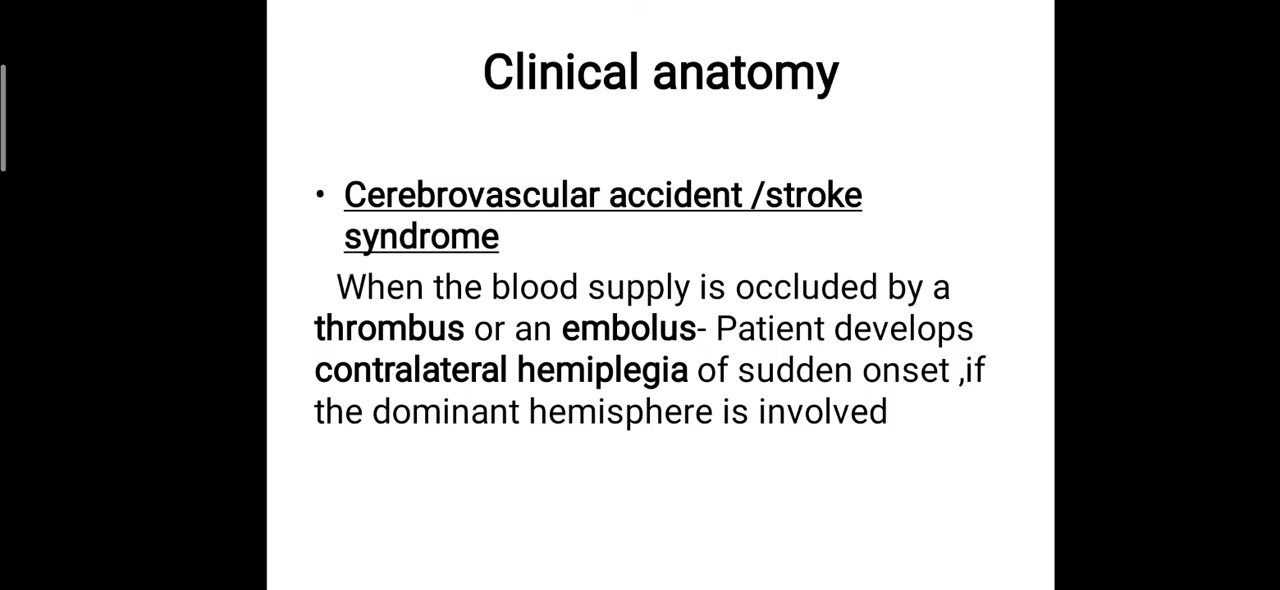 Clinical anatomy
• Cerebrovascular accident /stroke
syndrome
When the blood supply is occluded by a
thrombus or an embolus- Patient develops
contralateral hemiplegia of sudden onset ,if
the dominant hemisphere is involved